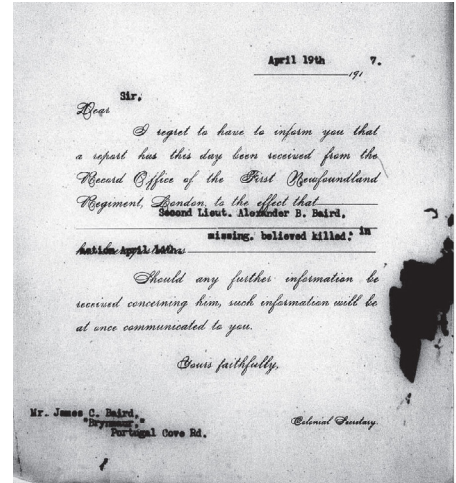 April 19th 7.
191
Sir,
Dear
I regret to have to inform you that
a report has this day been received from the
Record Office of the First Newfoundland
Regiment, London, to the effect that
Second Lieut. Alexander B. Baird,
missing, believed killed, in
action April 14th.
Should any further information be
received concerning him, such information will be
at once communicated to you.
Yours faithfully,
Mr. James C. Baird,
"Brynmaur,"
Portugal Cove Rd.
Colonial Secretary.